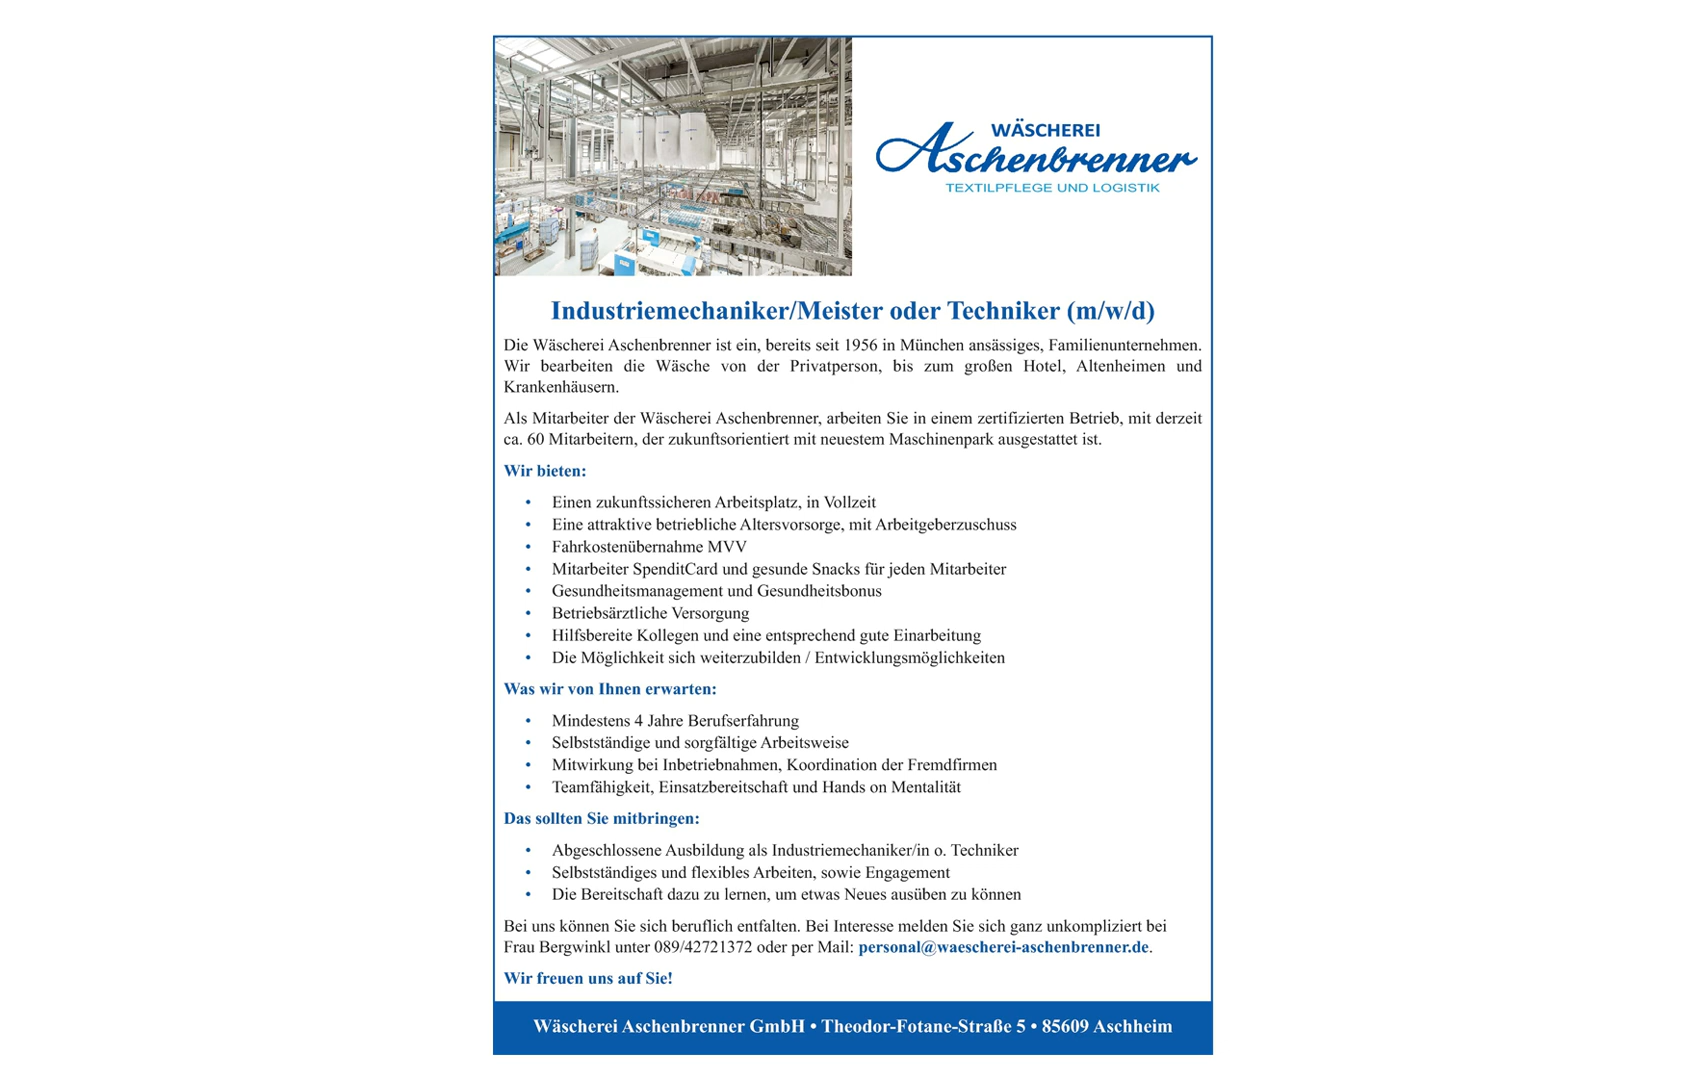 WÄSCHEREI
Aschenbrenner
TEXTILPFLEGE UND LOGISTIK
Industriemechaniker/Meister oder Techniker (m/w/d)
Die Wäscherei Aschenbrenner ist ein, bereits seit 1956 in München ansässiges, Familienunternehmen.
Wir bearbeiten die Wäsche von der Privatperson, bis zum großen Hotel, Altenheimen und
Krankenhäusern.
Als Mitarbeiter der Wäscherei Aschenbrenner, arbeiten Sie in einem zertifizierten Betrieb, mit derzeit
ca. 60 Mitarbeitern, der zukunftsorientiert mit neuestem Maschinenpark ausgestattet ist.
Wir bieten:
• Einen zukunftssicheren Arbeitsplatz, in Vollzeit
• Eine attraktive betriebliche Altersvorsorge, mit Arbeitgeberzuschuss
• Fahrkostenübernahme MVV
• Mitarbeiter SpenditCard und gesunde Snacks für jeden Mitarbeiter
• Gesundheitsmanagement und Gesundheitsbonus
• Betriebsärztliche Versorgung
• Hilfsbereite Kollegen und eine entsprechend gute Einarbeitung
• Die Möglichkeit sich weiterzubilden / Entwicklungsmöglichkeiten
Was wir von Ihnen erwarten:
• Mindestens 4 Jahre Berufserfahrung
• Selbstständige und sorgfältige Arbeitsweise
• Mitwirkung bei Inbetriebnahmen, Koordination der Fremdfirmen
• Teamfähigkeit, Einsatzbereitschaft und Hands on Mentalität
Das sollten Sie mitbringen:
• Abgeschlossene Ausbildung als Industriemechaniker/in o. Techniker
• Selbstständiges und flexibles Arbeiten, sowie Engagement
• Die Bereitschaft dazu zu lernen, um etwas Neues ausüben zu können
Bei uns können Sie sich beruflich entfalten. Bei Interesse melden Sie sich ganz unkompliziert bei
Frau Bergwinkl unter 089/42721372 oder per Mail: personal@waescherei-aschenbrenner.de.
Wir freuen uns auf Sie!
Wäscherei Aschenbrenner GmbH • Theodor-Fotane-Straße 5 • 85609 Aschheim